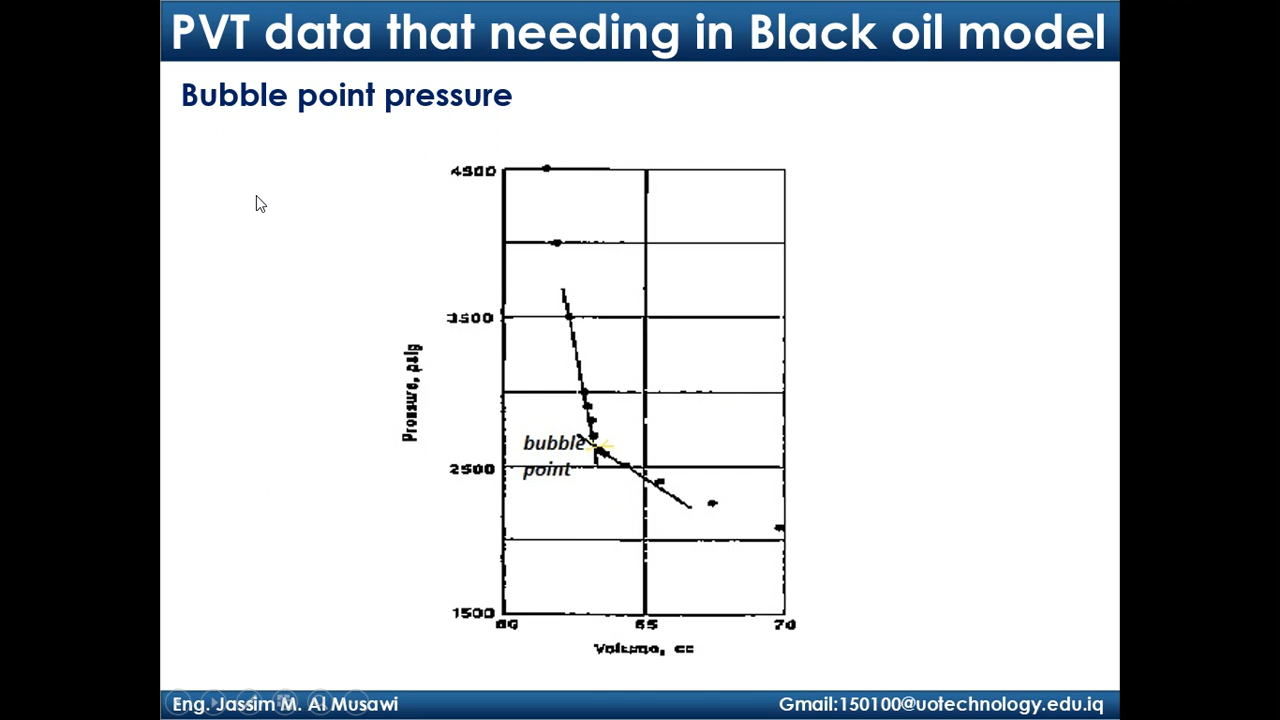 PVT data that needing in Black oil model
Bubble point pressure
4500
3500
2500
1500
Pressure, psig
bubble
point
60
65
70
Volume, cc
Eng. Jassim M. Al Musawi
Gmail:150100@uotechnology.edu.iq